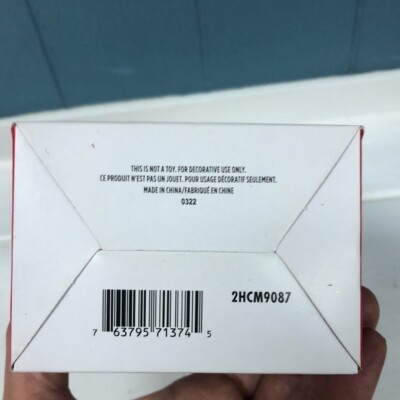 THIS IS NOT A TOY. FOR DECORATIVE USE ONLY.
CE PRODUIT N'EST PAS UN JOUET. POUR USAGE DÉCORATIF SEULEMENT.
MADE IN CHINA/FABRIQUÉ EN CHINE
0322
2HCM9087
7 63795 71374 5